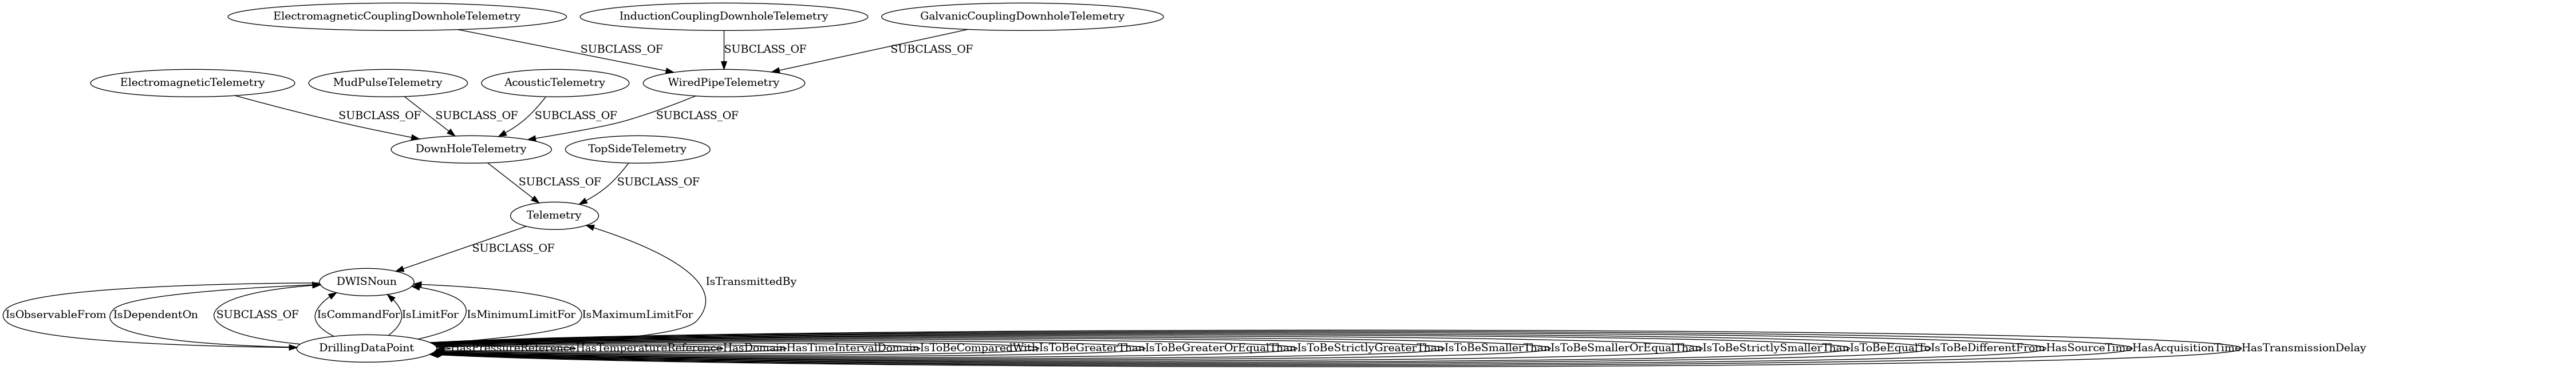 ElectromagneticCouplingDownholeTelemetry
InductionCouplingDownholeTelemetry
GalvanicCouplingDownholeTelemetry
SUBCLASS_OF
SUBCLASS_OF
SUBCLASS_OF
ElectromagneticTelemetry
MudPulseTelemetry
AcousticTelemetry
WiredPipeTelemetry
SUBCLASS_OF
SUBCLASS_OF
SUBCLASS_OF
SUBCLASS_OF
DownHoleTelemetry
TopSideTelemetry
SUBCLASS_OF
SUBCLASS_OF
Telemetry
SUBCLASS_OF
DWISNoun
IsTransmittedBy
IsObservableFrom
IsDependentOn
SUBCLASS_OF
IsCommandFor
IsLimitFor
IsMinimumLimitFor
IsMaximumLimitFor
DrillingDataPoint
HasPressureReference
HasTemperatureReference
HasDomain
HasTimeIntervalDomain
IsToBeComparedWith
IsToBeGreaterThan
IsToBeGreaterOrEqualThan
IsToBeStrictlyGreaterThan
IsToBeSmallerThan
IsToBeSmallerOrEqualThan
IsToBeStrictlySmallerThan
IsToBeEqualTo
IsToBeDifferentFrom
HasSourceTime
HasAcquisitionTime
HasTransmissionDelay